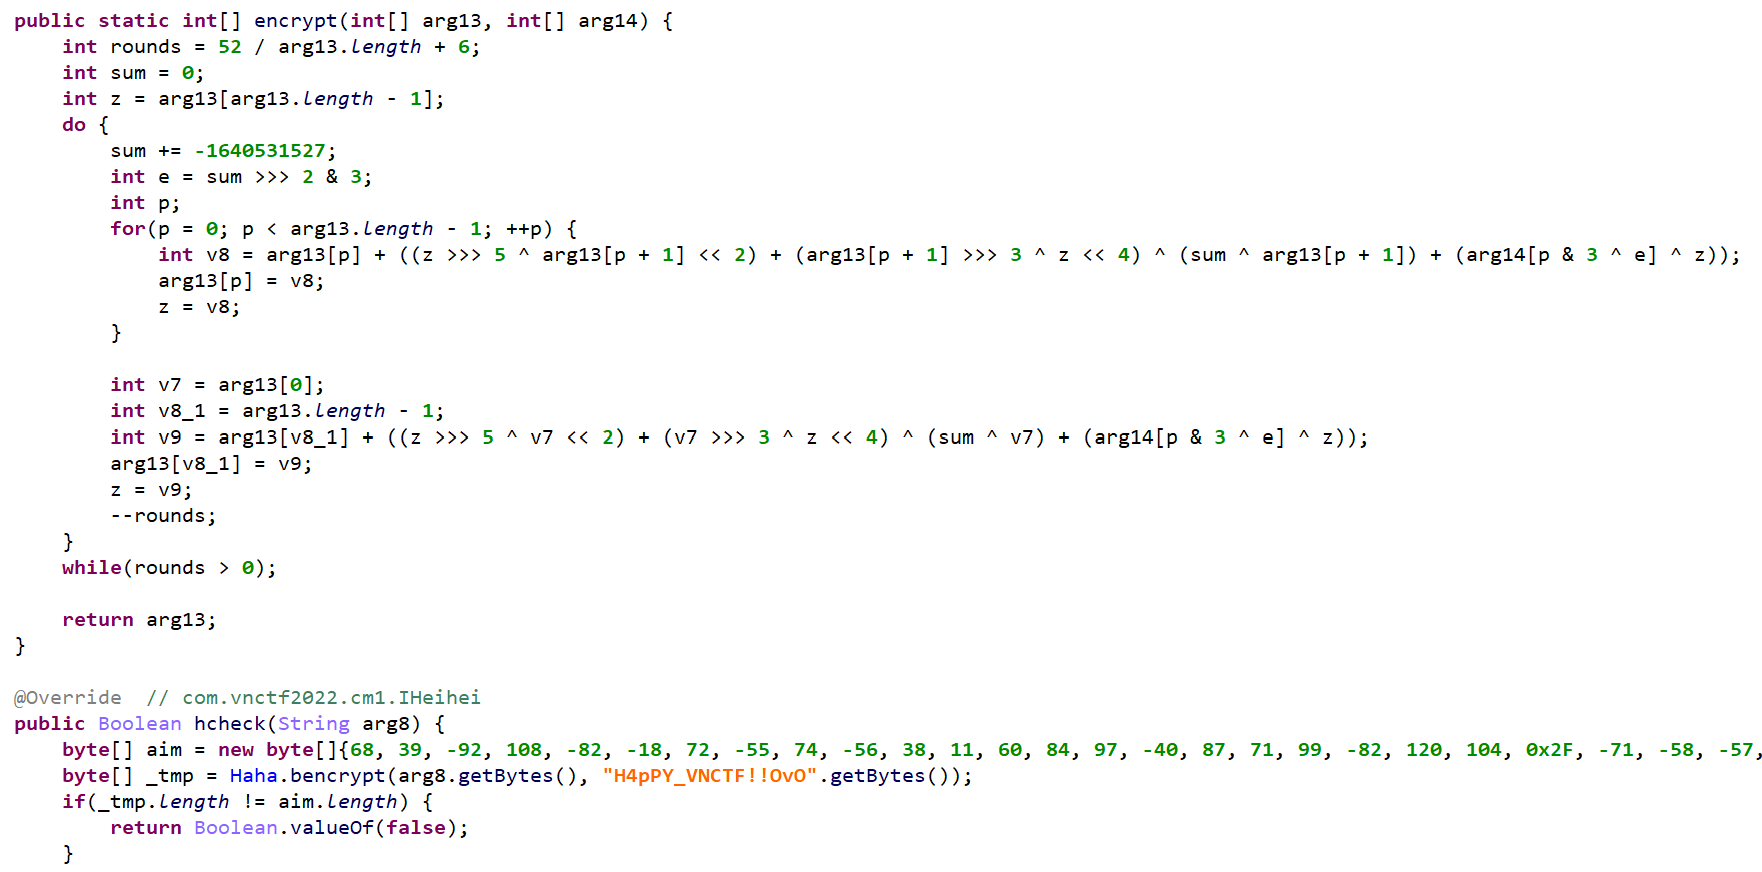 public static int[] encrypt(int[] arg13, int[] arg14) {
    int rounds = 52 / arg13.length + 6;
    int sum = 0;
    int z = arg13[arg13.length - 1];
    do {
        sum += -1640531527;
        int e = sum >>> 2 & 3;
        int p;
        for(p = 0; p < arg13.length - 1; ++p) {
            int v8 = arg13[p] + ((z >>> 5 ^ arg13[p + 1] << 2) + (arg13[p + 1] >>> 3 ^ z << 4) ^ (sum ^ arg13[p + 1]) + (arg14[p & 3 ^ e] ^ z));
            arg13[p] = v8;
            z = v8;
        }

        int v7 = arg13[0];
        int v8_1 = arg13.length - 1;
        int v9 = arg13[v8_1] + ((z >>> 5 ^ v7 << 2) + (v7 >>> 3 ^ z << 4) ^ (sum ^ v7) + (arg14[p & 3 ^ e] ^ z));
        arg13[v8_1] = v9;
        z = v9;
        --rounds;
    }
    while(rounds > 0);

    return arg13;
}

@Override  // com.vnctf2022.cm1.IHeihei
public Boolean hcheck(String arg8) {
    byte[] aim = new byte[]{68, 39, -92, 108, -82, -18, 72, -55, 74, -56, 38, 11, 60, 84, 97, -40, 87, 71, 99, -82, 120, 104, 0x2F, -71, -58, -57,
    byte[] _tmp = Haha.bencrypt(arg8.getBytes(), "H4pPY_VNCTF!!OvO".getBytes());
    if(_tmp.length != aim.length) {
        return Boolean.valueOf(false);
    }